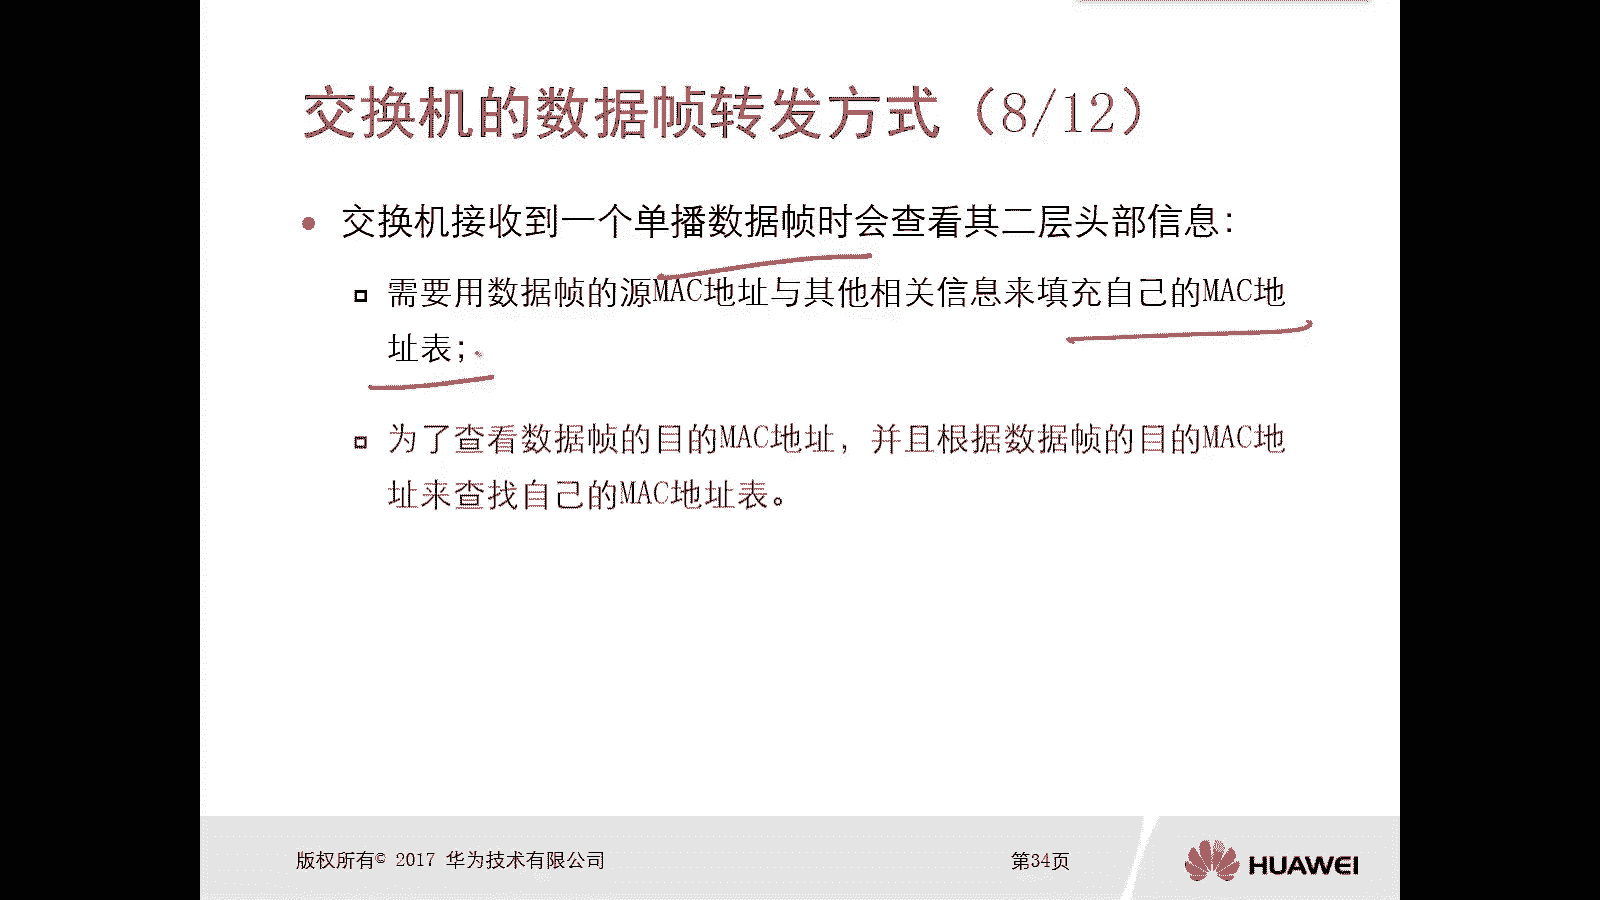 交换机的数据帧转发方式（8/12）
交换机接收到一个单播数据帧时会查看其二层头部信息：
需要用数据帧的源MAC地址与其他相关信息来填充自己的MAC地
址表；
为了查看数据帧的目的MAC地址，并且根据数据帧的目的MAC地
址来查找自己的MAC地址表。
版权所有© 2017 华为技术有限公司
第34页
HUAWEI